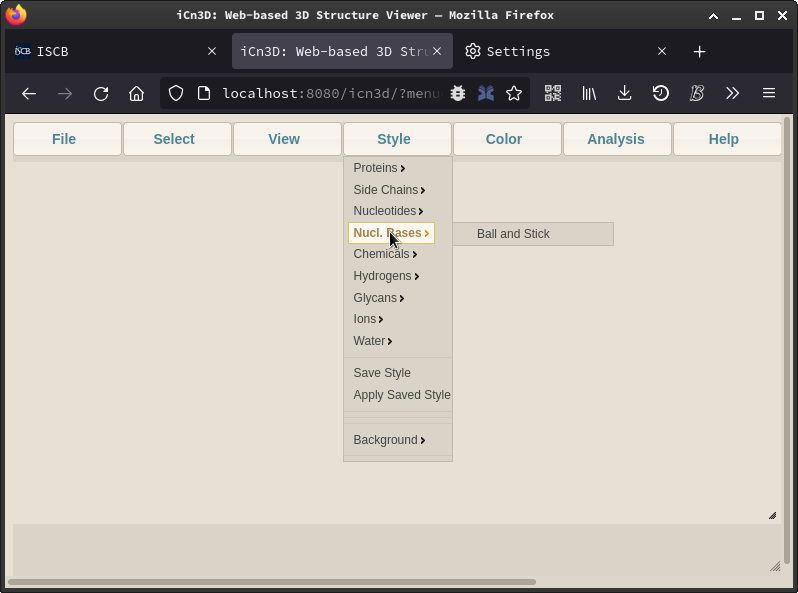 iCn3D: Web-based 3D Structure Viewer — Mozilla Firefox
ISCB
iCn3D: Web-based 3D Stru
Settings
localhost:8080/icn3d/?menu
File
Select
View
Style
Color
Analysis
Help
Proteins
Side Chains
Nucleotides
Nucl. Bases
Ball and Stick
Chemicals
Hydrogens
Glycans
Ions
Water
Save Style
Apply Saved Style
Background